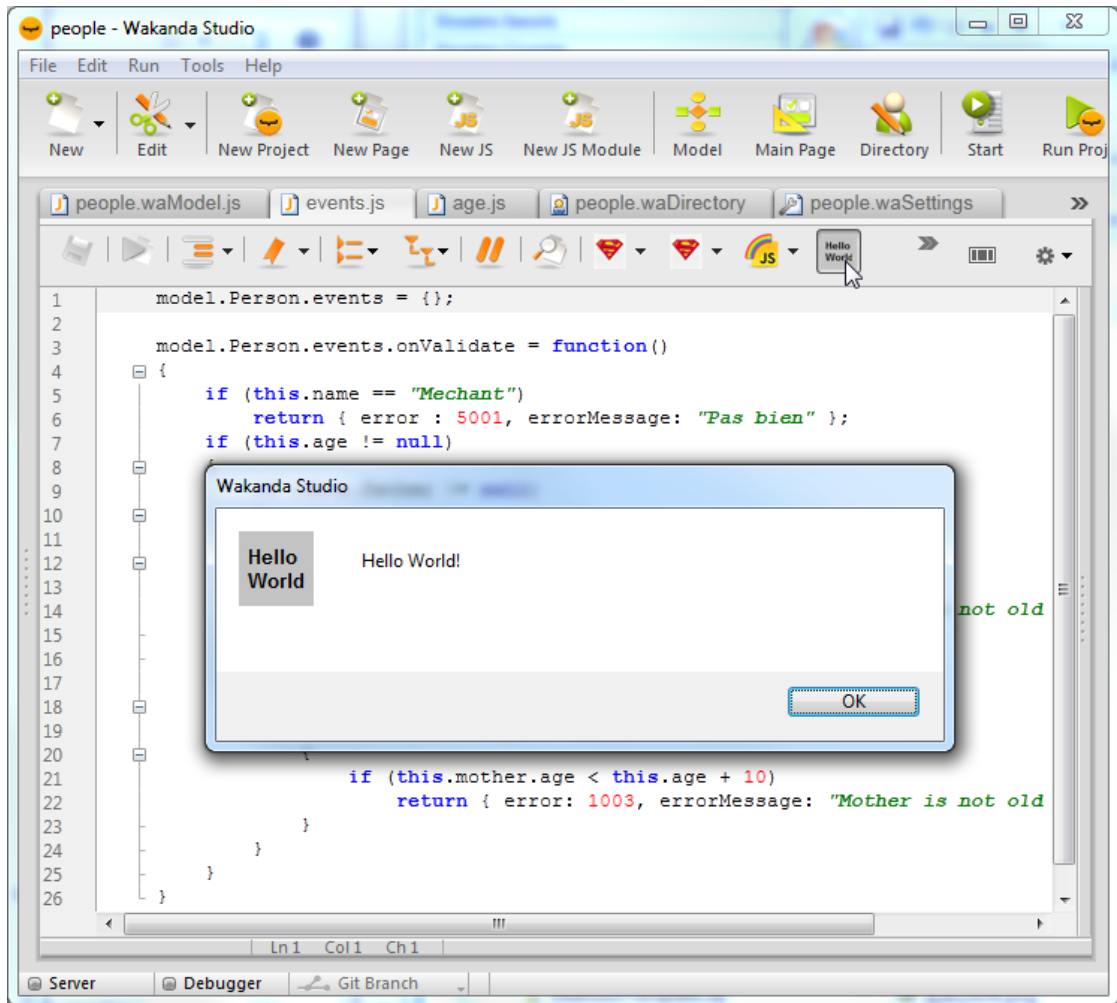 people - Wakanda Studio
File Edit Run Tools Help
New Edit New Project New Page New JS New JS Module Model Main Page Directory Start Run Proj
people.waModel.js events.js age.js people.waDirectory people.waSettings
JS Hello World
1 model.Person.events = {};
2
3 model.Person.events.onValidate = function()
4 {
5 if (this.name == "Mechant")
6 return { error : 5001, errorMessage: "Pas bien" };
7 if (this.age != null)
8
9
10
11
12
13
14 not old
15
16
17
18
19
20
21 if (this.mother.age < this.age + 10)
22 return { error: 1003, errorMessage: "Mother is not old
23 }
24 }
25 }
26 }
Wakanda Studio
Hello
World
Hello World!
OK
Ln 1 Col 1 Ch 1
Server Debugger Git Branch